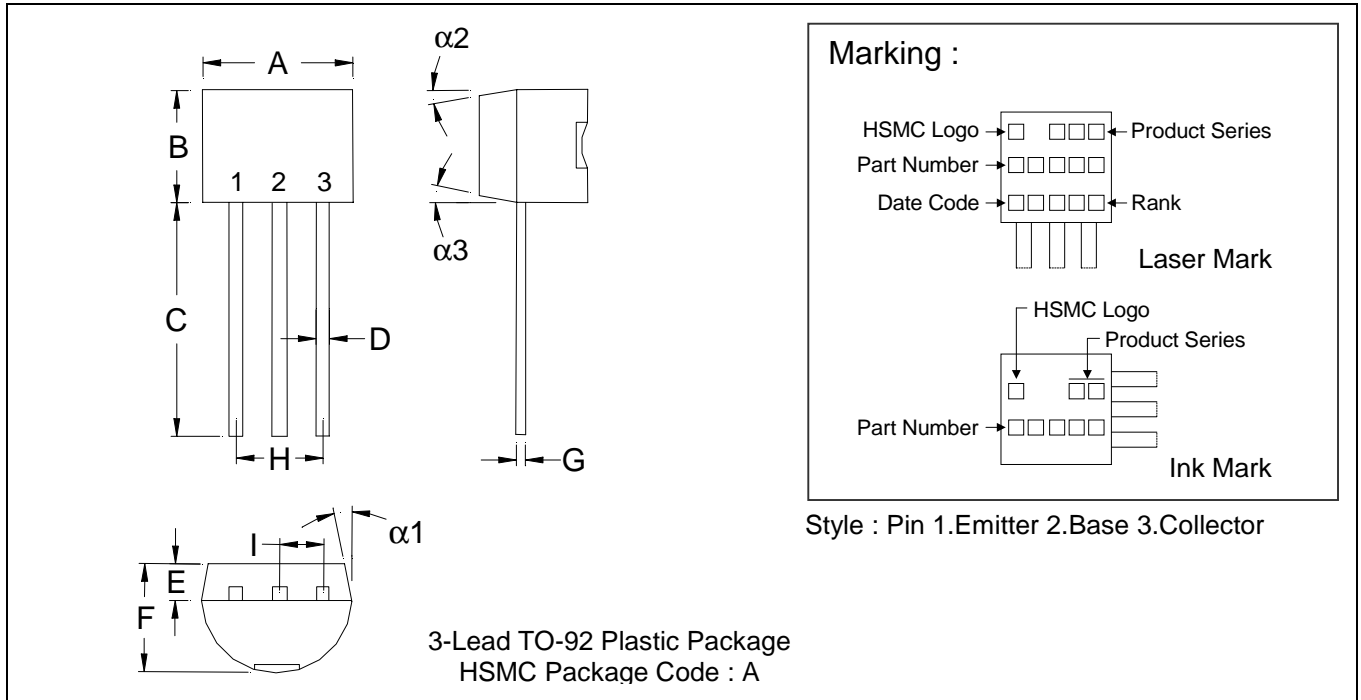 α2
A
B
1 2 3
α3
C
D
H
G
α1
I
E
F
3-Lead TO-92 Plastic Package
HSMC Package Code : A
Marking :
HSMC Logo
Product Series
Part Number
Date Code
Rank
Laser Mark
HSMC Logo
Product Series
Part Number
Ink Mark
Style : Pin 1.Emitter 2.Base 3.Collector